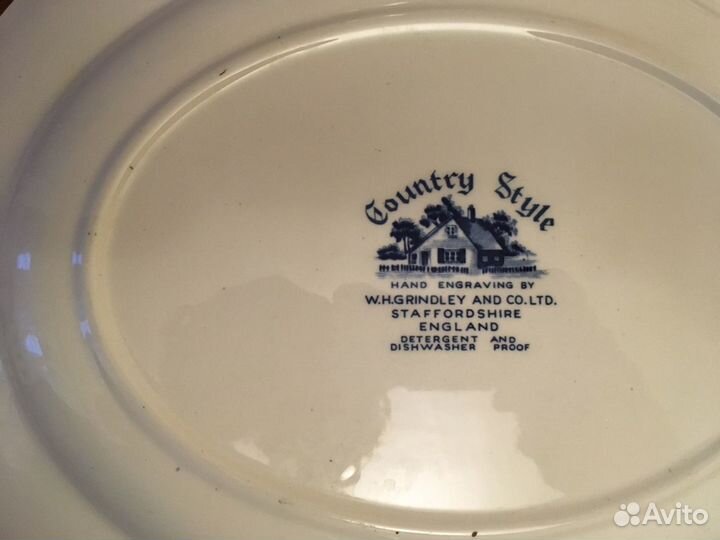 Country Style
HAND ENGRAVING BY
W.H.GRINDLEY AND CO.LTD.
STAFFORDSHIRE
ENGLAND
DETERGENT AND
DISHWASHER PROOF
Avito